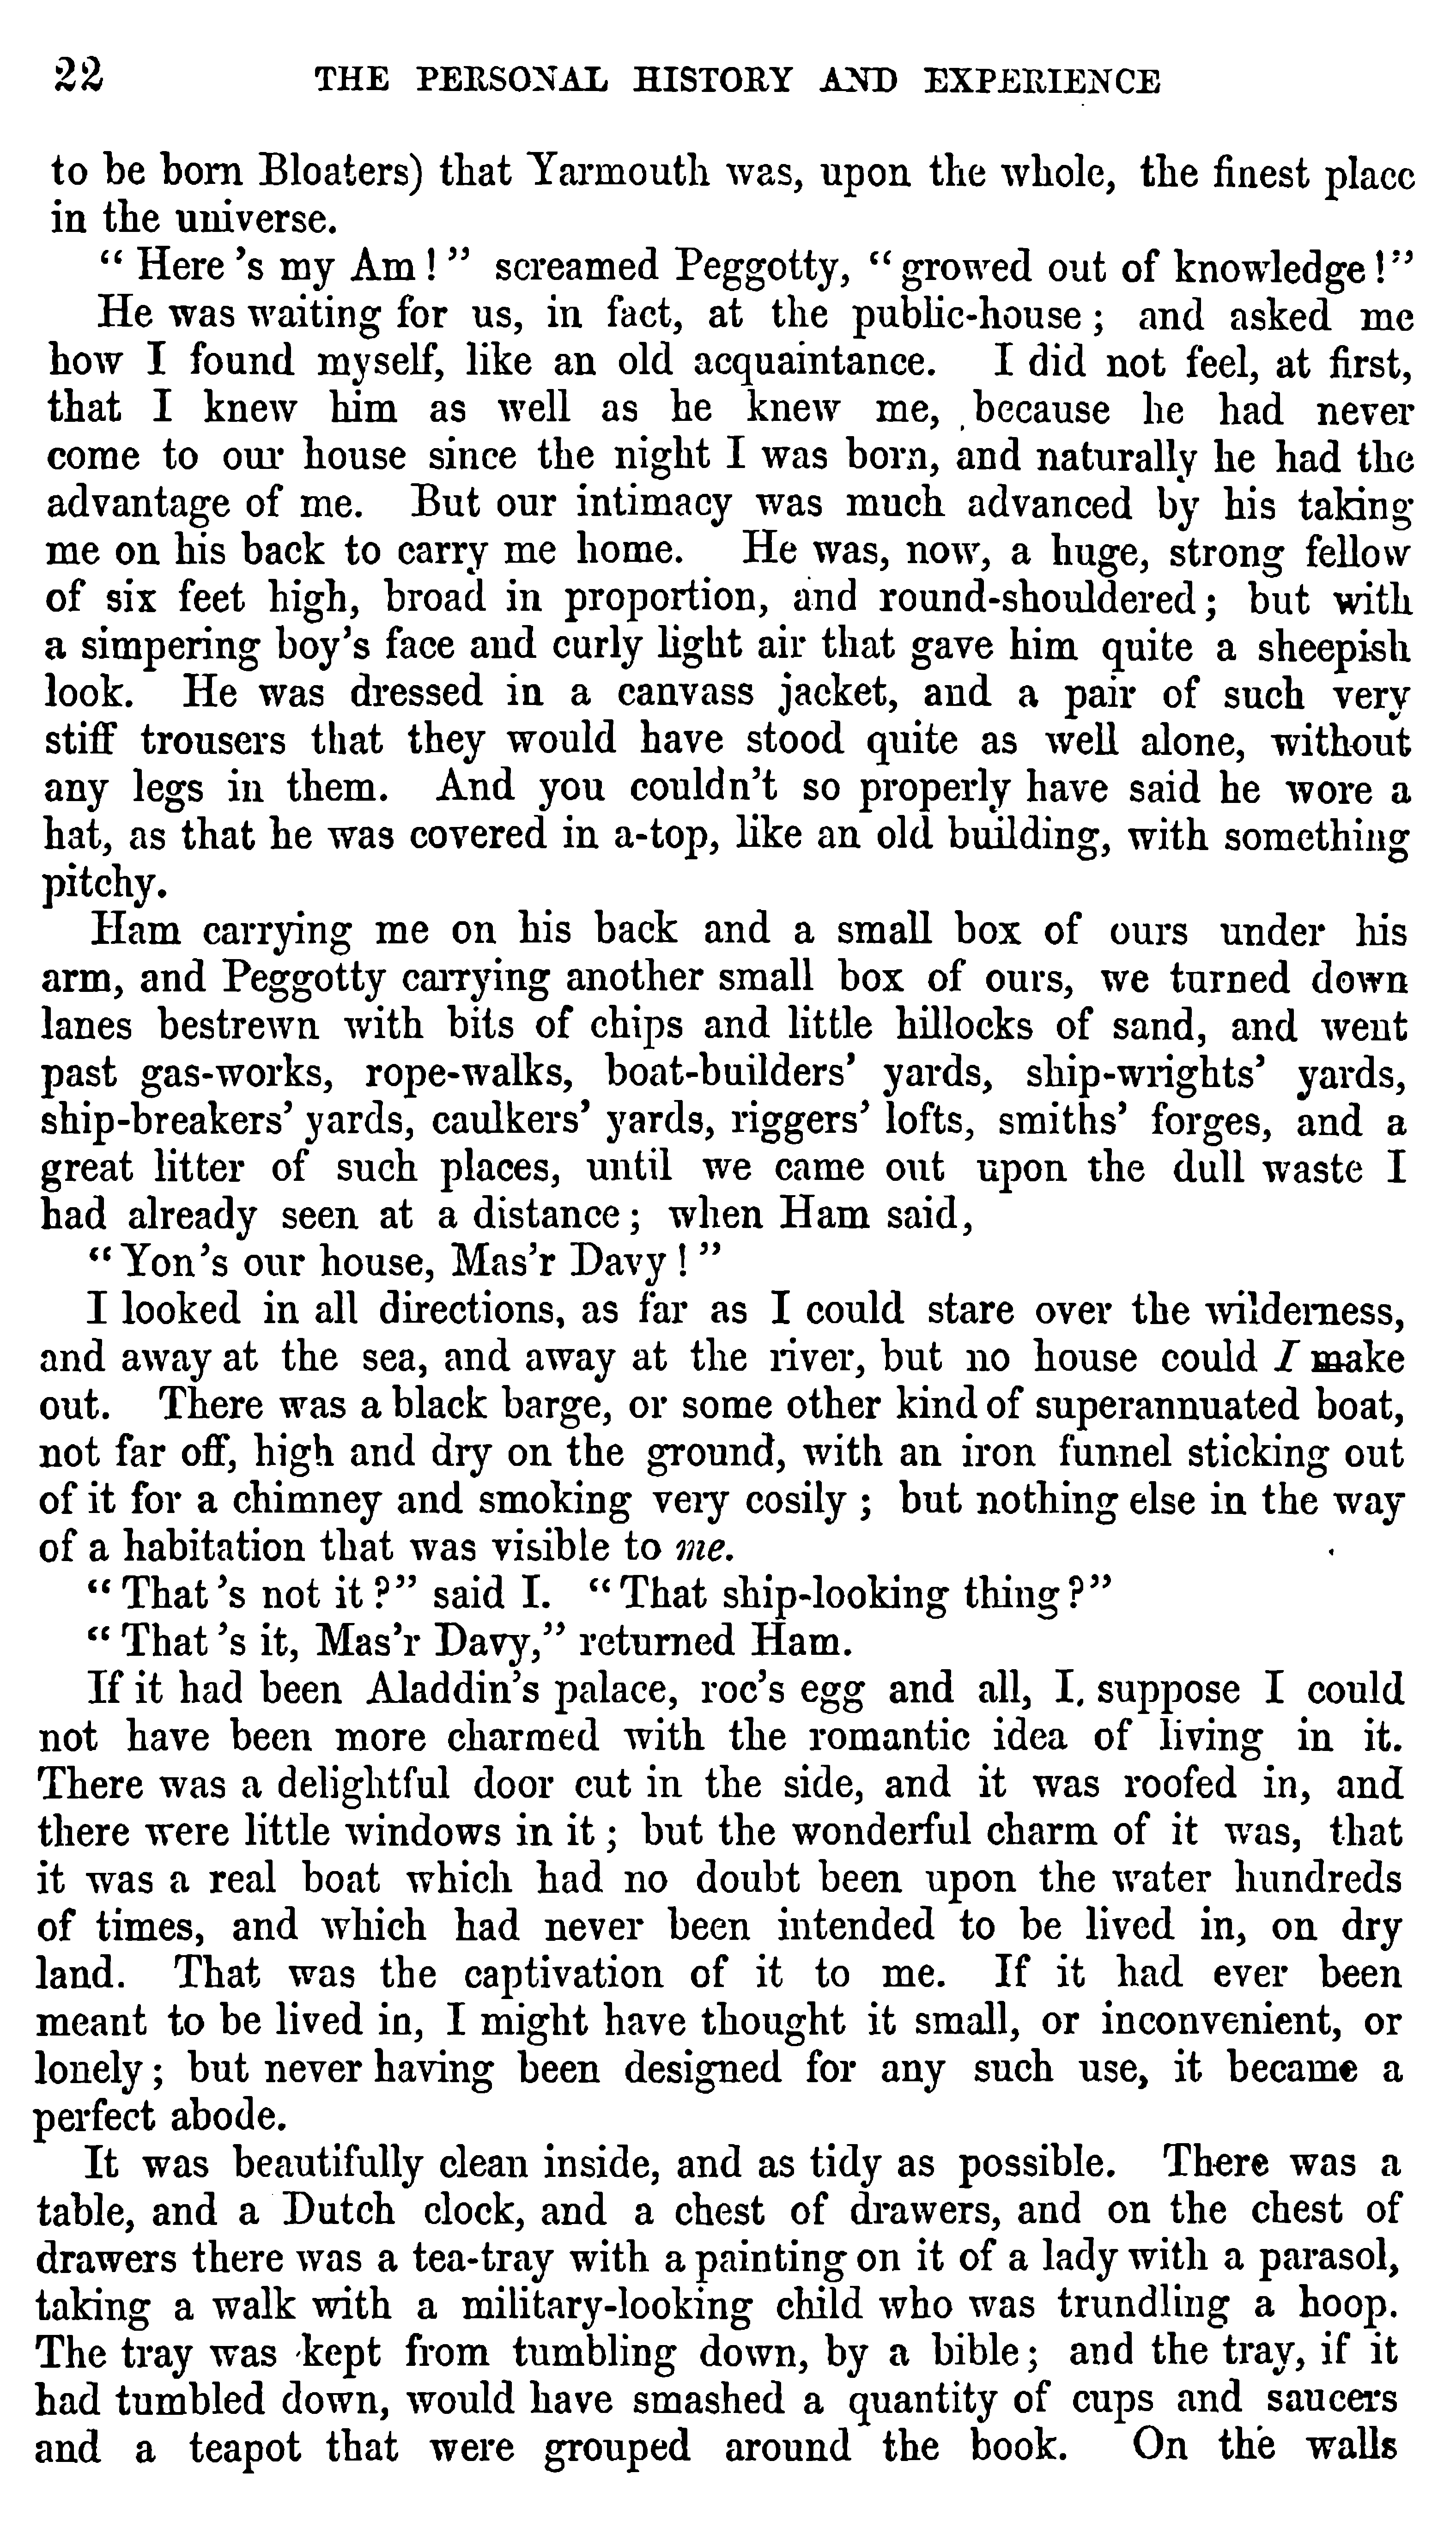 22 THE PERSONAL HISTORY AND EXPERIENCE
to be born Bloaters) that Yarmouth was, upon the whole, the finest place
in the universe.
“ Here ’s my Am ! ” screamed Peggotty, “ growed out of knowledge ! ”
He was waiting for us, in fact, at the public-house ; and asked me
how I found myself, like an old acquaintance. I did not feel, at first,
that I knew him as well as he knew me, because he had never
come to our house since the night I was born, and naturally he had the
advantage of me. But our intimacy was much advanced by his taking
me on his back to carry me home. He was, now, a huge, strong fellow
of six feet high, broad in proportion, and round-shouldered ; but with
a simpering boy’s face and curly light air that gave him quite a sheepish
look. He was dressed in a canvass jacket, and a pair of such very
stiff trousers that they would have stood quite as well alone, without
any legs in them. And you couldn’t so properly have said he wore a
hat, as that he was covered in a-top, like an old building, with something
pitchy.
Ham carrying me on his back and a small box of ours under his
arm, and Peggotty carrying another small box of ours, we turned down
lanes bestrewn with bits of chips and little hillocks of sand, and went
past gas-works, rope-walks, boat-builders’ yards, ship-wrights’ yards,
ship-breakers’ yards, caulkers’ yards, riggers’ lofts, smiths’ forges, and a
great litter of such places, until we came out upon the dull waste I
had already seen at a distance ; when Ham said,
“ Yon ’s our house, Mas’r Davy ! ”
I looked in all directions, as far as I could stare over the wilderness,
and away at the sea, and away at the river, but no house could I make
out. There was a black barge, or some other kind of superannuated boat,
not far off, high and dry on the ground, with an iron funnel sticking out
of it for a chimney and smoking very cosily ; but nothing else in the way
of a habitation that was visible to me.
“ That ’s not it ? ” said I. “ That ship-looking thing ? ”
“ That ’s it, Mas’r Davy, ” returned Ham.
If it had been Aladdin’s palace, roc’s egg and all, I suppose I could
not have been more charmed with the romantic idea of living in it.
There was a delightful door cut in the side, and it was roofed in, and
there were little windows in it ; but the wonderful charm of it was, that
it was a real boat which had no doubt been upon the water hundreds
of times, and which had never been intended to be lived in, on dry
land. That was the captivation of it to me. If it had ever been
meant to be lived in, I might have thought it small, or inconvenient, or
lonely ; but never having been designed for any such use, it became a
perfect abode.
It was beautifully clean inside, and as tidy as possible. There was a
table, and a Dutch clock, and a chest of drawers, and on the chest of
drawers there was a tea-tray with a painting on it of a lady with a parasol,
taking a walk with a military-looking child who was trundling a hoop.
The tray was kept from tumbling down, by a bible ; and the tray, if it
had tumbled down, would have smashed a quantity of cups and saucers
and a teapot that were grouped around the book. On the walls